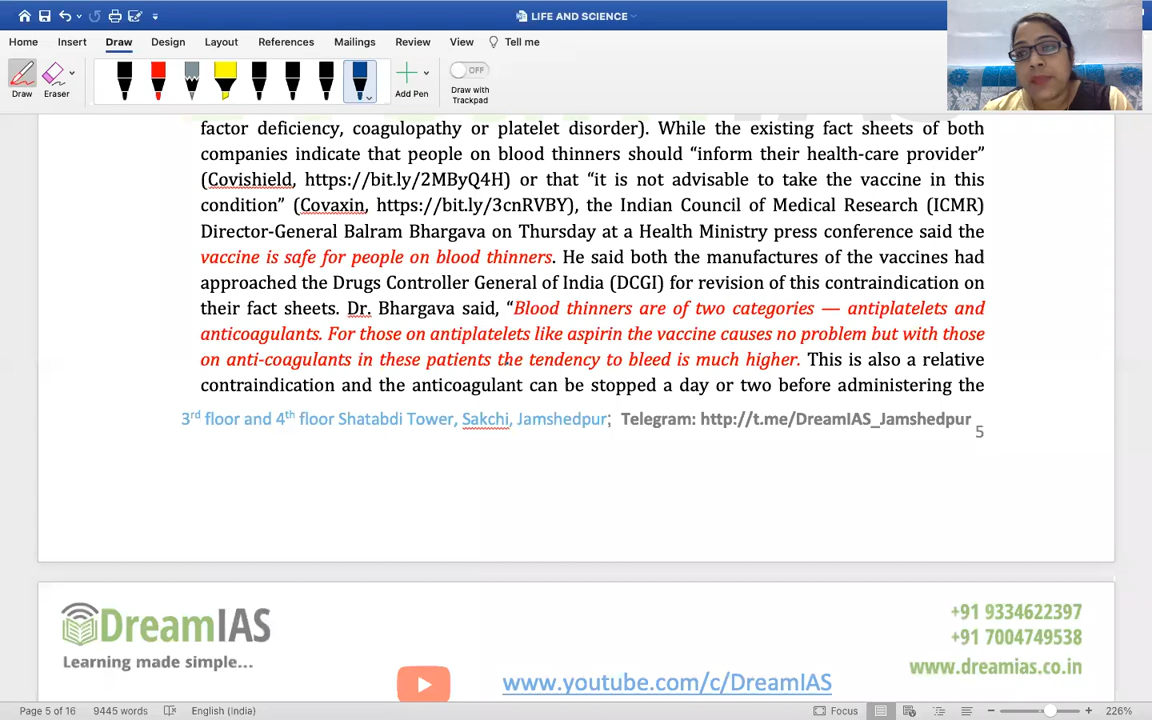 LIFE AND SCIENCE
Home Insert Draw Design Layout References Mailings Review View Tell me
OFF
Draw Eraser Add Pen Draw with Trackpad
factor deficiency, coagulopathy or platelet disorder). While the existing fact sheets of both
companies indicate that people on blood thinners should “inform their health-care provider”
(Covishield, https://bit.ly/2MByQ4H) or that “it is not advisable to take the vaccine in this
condition” (Covaxin, https://bit.ly/3cnRVBY), the Indian Council of Medical Research (ICMR)
Director-General Balram Bhargava on Thursday at a Health Ministry press conference said the
vaccine is safe for people on blood thinners. He said both the manufactures of the vaccines had
approached the Drugs Controller General of India (DCGI) for revision of this contraindication on
their fact sheets. Dr. Bhargava said, “Blood thinners are of two categories — antiplatelets and
anticoagulants. For those on antiplatelets like aspirin the vaccine causes no problem but with those
on anti-coagulants in these patients the tendency to bleed is much higher. This is also a relative
contraindication and the anticoagulant can be stopped a day or two before administering the
3rd floor and 4th floor Shatabdi Tower, Sakchi, Jamshedpur; Telegram: http://t.me/DreamIAS_Jamshedpur
5
DreamIAS
Learning made simple...
+91 9334622397
+91 7004749538
www.dreamias.co.in
www.youtube.com/c/DreamIAS
Page 5 of 16 9445 words English (India) Focus 226%